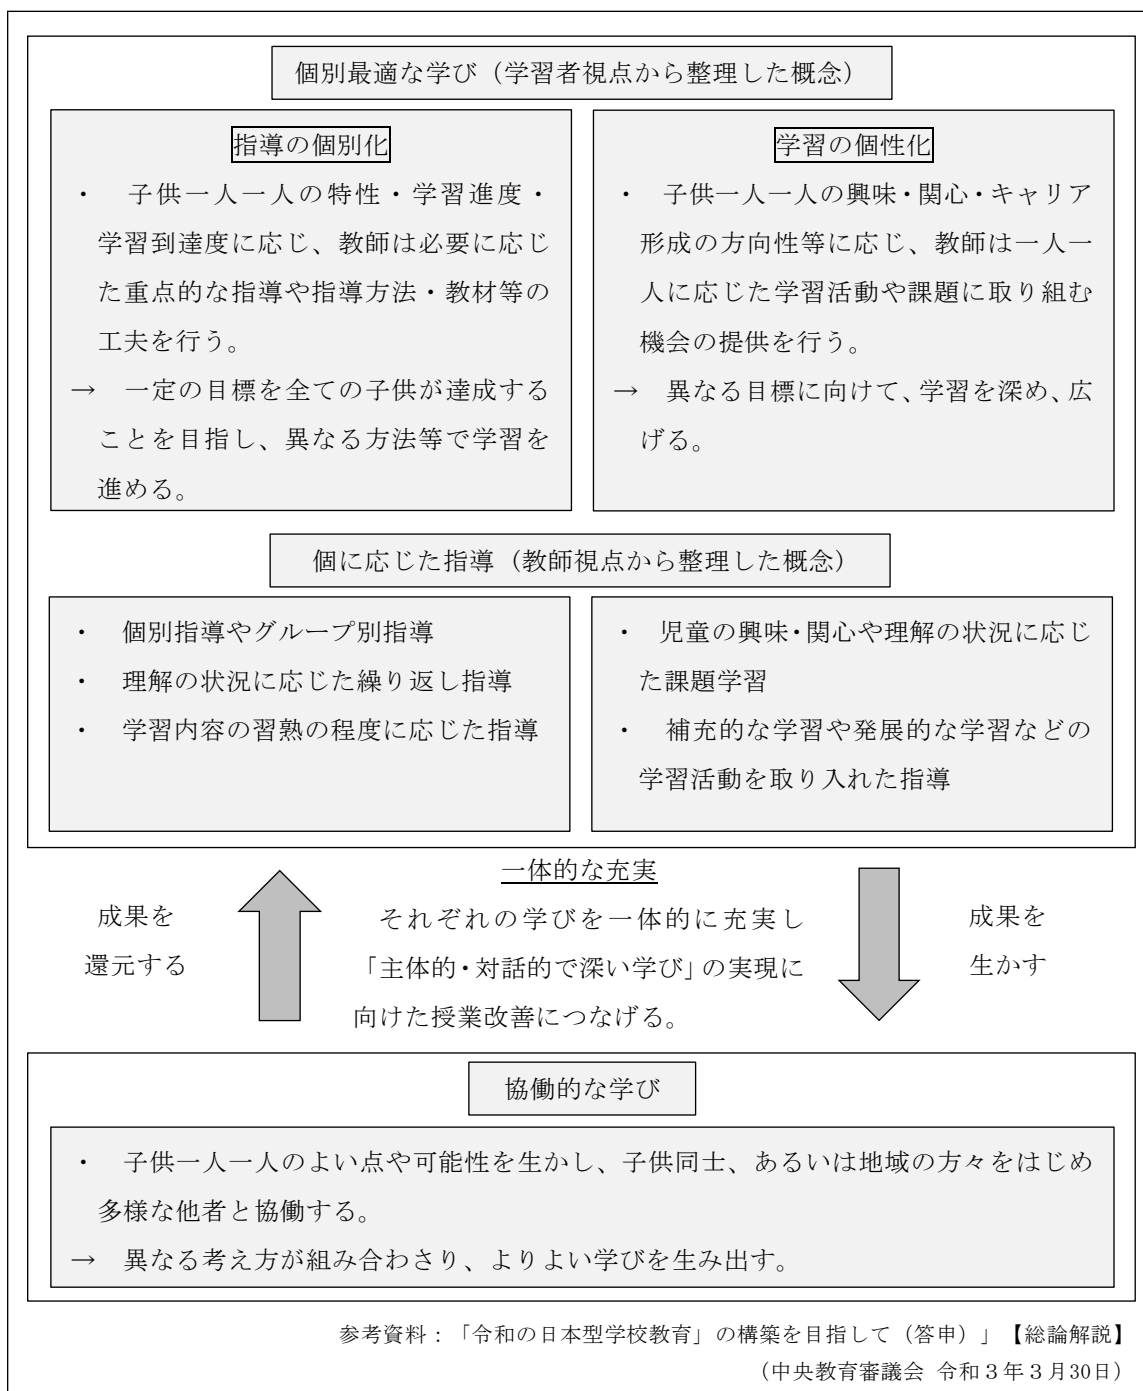 個別最適な学び（学習者視点から整理した概念）
指導の個別化
・　子供一人一人の特性・学習進度・
学習到達度に応じ、教師は必要に応じ
た重点的な指導や指導方法・教材等の
工夫を行う。
→　一定の目標を全ての子供が達成する
ことを目指し、異なる方法等で学習を
進める。
学習の個性化
・　子供一人一人の興味・関心・キャリア
形成の方向性等に応じ、教師は一人一
人に応じた学習活動や課題に取り組む
機会の提供を行う。
→　異なる目標に向けて、学習を深め、広
げる。
個に応じた指導（教師視点から整理した概念）
・　個別指導やグループ別指導
・　理解の状況に応じた繰り返し指導
・　学習内容の習熟の程度に応じた指導
・　児童の興味・関心や理解の状況に応じ
た課題学習
・　補充的な学習や発展的な学習などの
学習活動を取り入れた指導
成果を
還元する
一体的な充実
それぞれの学びを一体的に充実し
「主体的・対話的で深い学び」の実現に
向けた授業改善につなげる。
成果を
生かす
協働的な学び
・　子供一人一人のよい点や可能性を生かし、子供同士、あるいは地域の方々をはじめ
多様な他者と協働する。
→　異なる考え方が組み合わさり、よりよい学びを生み出す。
参考資料：「令和の日本型学校教育」の構築を目指して（答申）」【総論解説】
（中央教育審議会 令和３年３月30日）